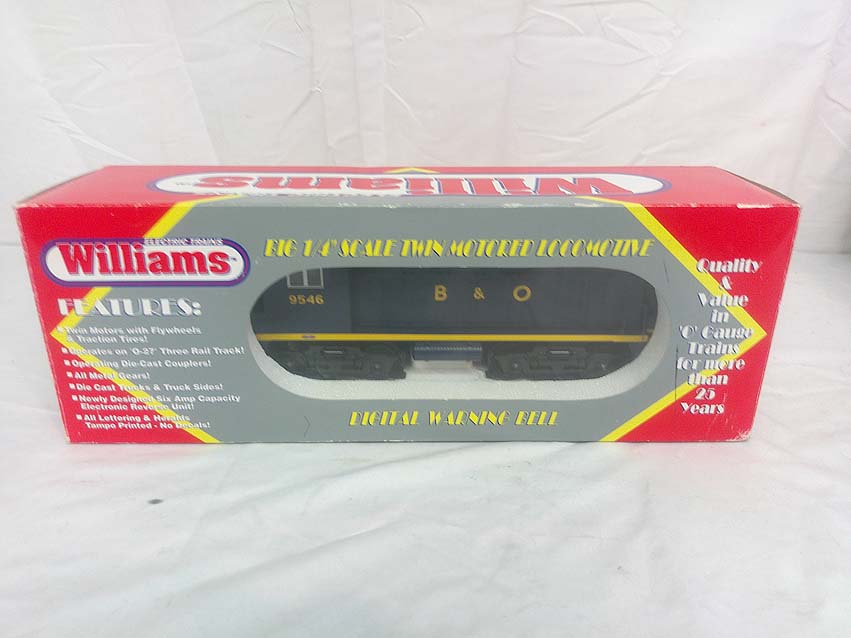 Williams
ELECTRIC TRAINS
Williams
FEATURES:
Twin Motors with Flywheels
& Traction Tires!
Operates on 'O-27' Three Rail Track!
Operating Die-Cast Couplers!
All Metal Gears!
Die Cast Trucks & Truck Sides!
Newly Designed Six Amp Capacity
Electronic Reverse Unit!
All Lettering & Heralds
Tampo Printed - No Decals!
BIG 1/4" SCALE TWIN MOTORED LOCOMOTIVE
9546
B & O
DIGITAL WARNING BELL
Quality
&
Value
in
'O' Gauge
Trains
for more
than
25
Years